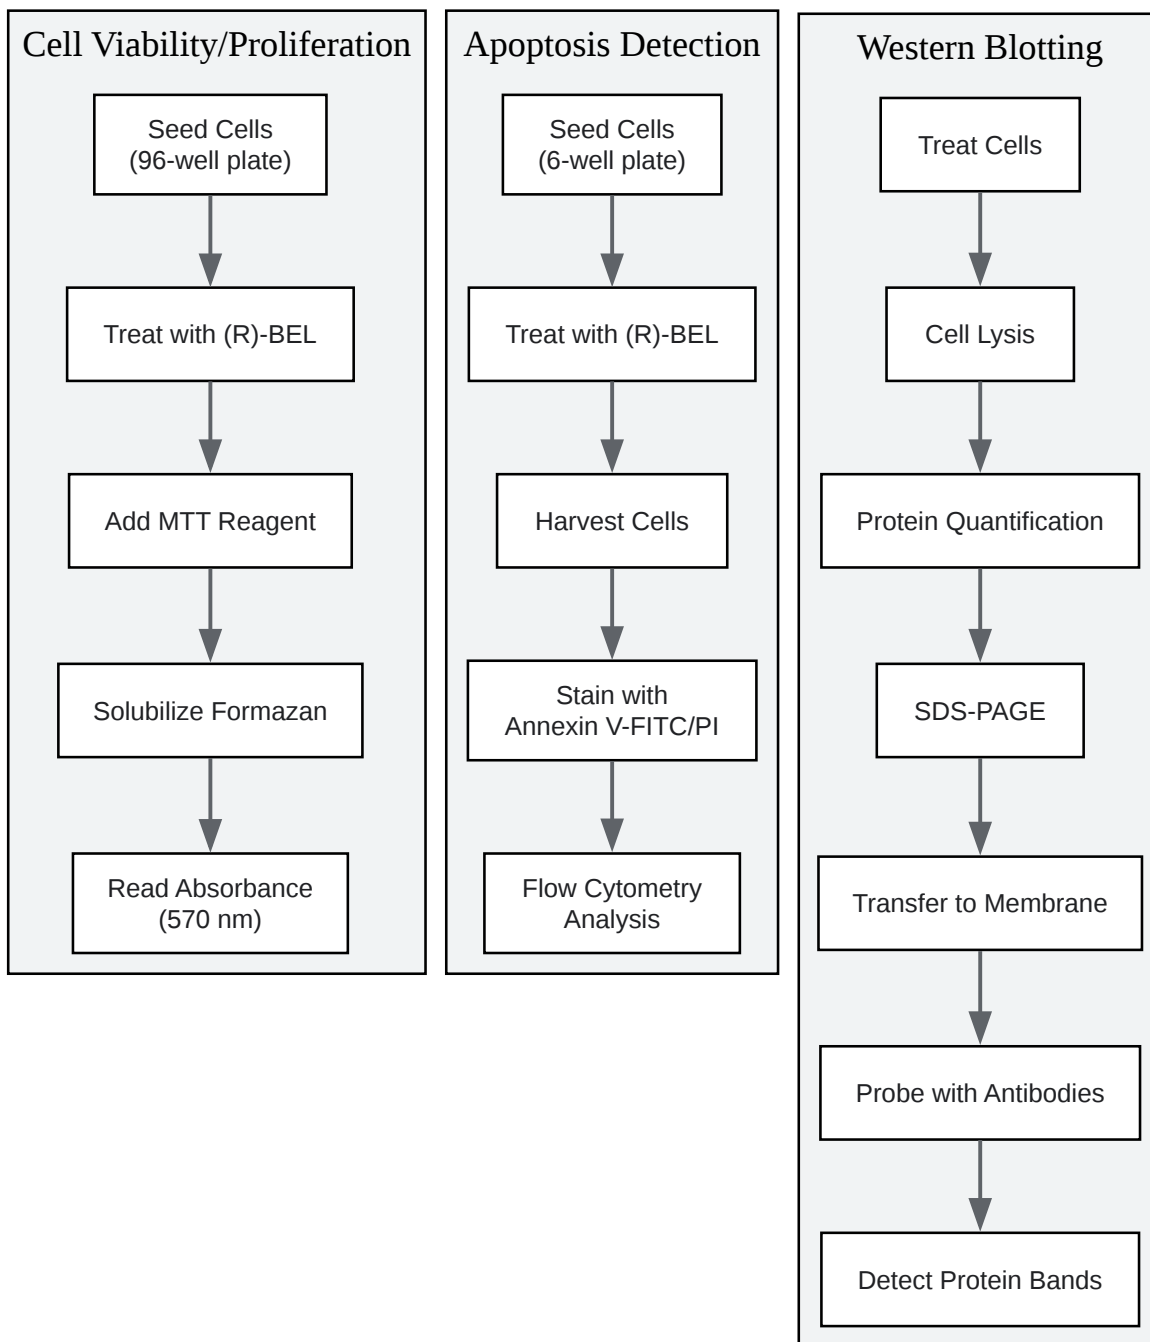 Cell Viability/Proliferation
Seed Cells
(96-well plate)
Treat with (R)-BEL
Add MTT Reagent
Solubilize Formazan
Read Absorbance
(570 nm)
Apoptosis Detection
Seed Cells
(6-well plate)
Treat with (R)-BEL
Harvest Cells
Stain with
Annexin V-FITC/PI
Flow Cytometry
Analysis
Western Blotting
Treat Cells
Cell Lysis
Protein Quantification
SDS-PAGE
Transfer to Membrane
Probe with Antibodies
Detect Protein Bands